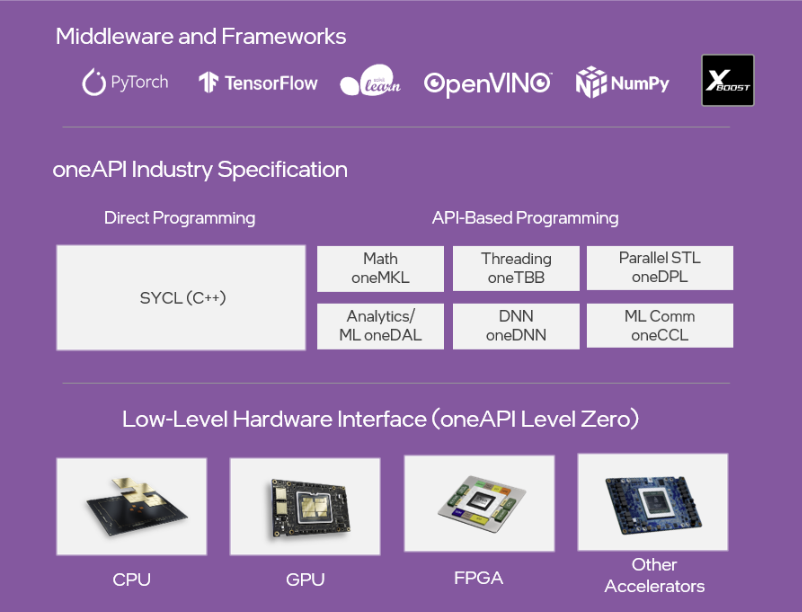 Middleware and Frameworks
PyTorch TensorFlow learn OpenVINO NumPy XBOOST
oneAPI Industry Specification
Direct Programming API-Based Programming
SYCL (C++)
Math
oneMKL
Threading
oneTBB
Parallel STL
oneDPL
Analytics/
ML oneDAL
DNN
oneDNN
ML Comm
oneCCL
Low-Level Hardware Interface (oneAPI Level Zero)
CPU
GPU
FPGA
Other
Accelerators